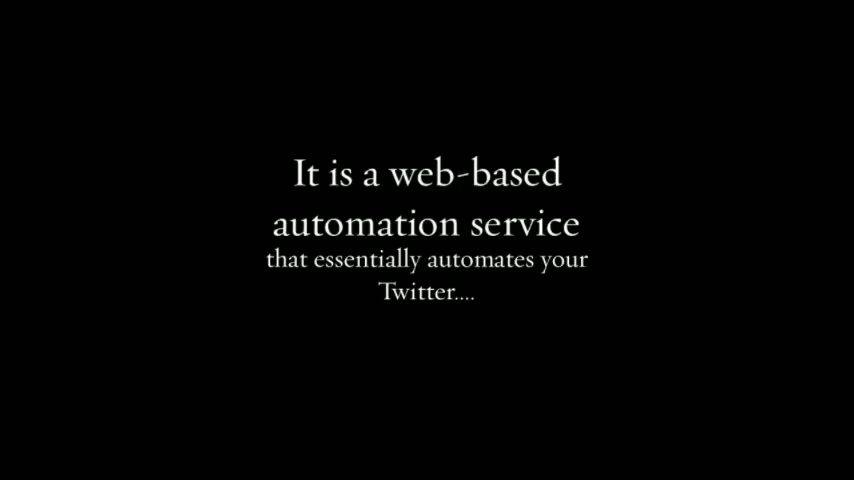 It is a web-based
automation service
that essentially automates your
Twitter....